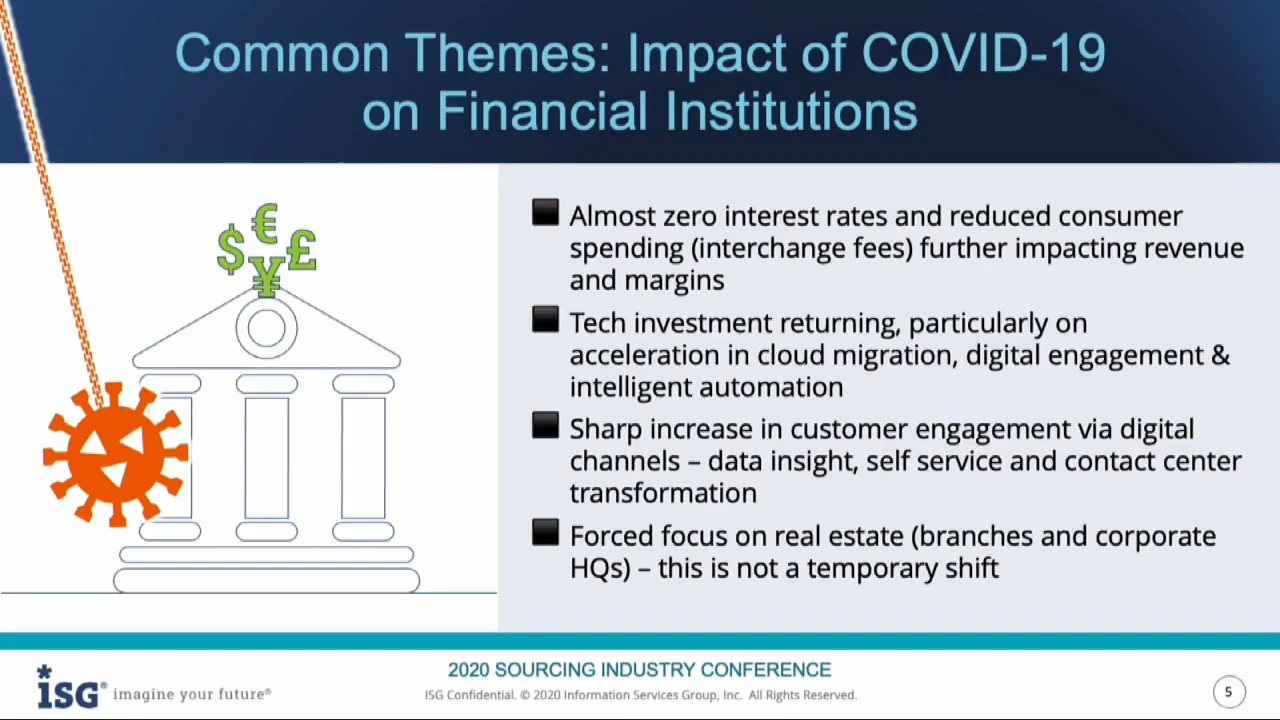 Common Themes: Impact of COVID-19
on Financial Institutions
$ € £ ¥
Almost zero interest rates and reduced consumer
spending (interchange fees) further impacting revenue
and margins
Tech investment returning, particularly on
acceleration in cloud migration, digital engagement &
intelligent automation
Sharp increase in customer engagement via digital
channels – data insight, self service and contact center
transformation
Forced focus on real estate (branches and corporate
HQs) – this is not a temporary shift
2020 SOURCING INDUSTRY CONFERENCE
ISG® imagine your future®
ISG Confidential. © 2020 Information Services Group, Inc. All Rights Reserved.
5